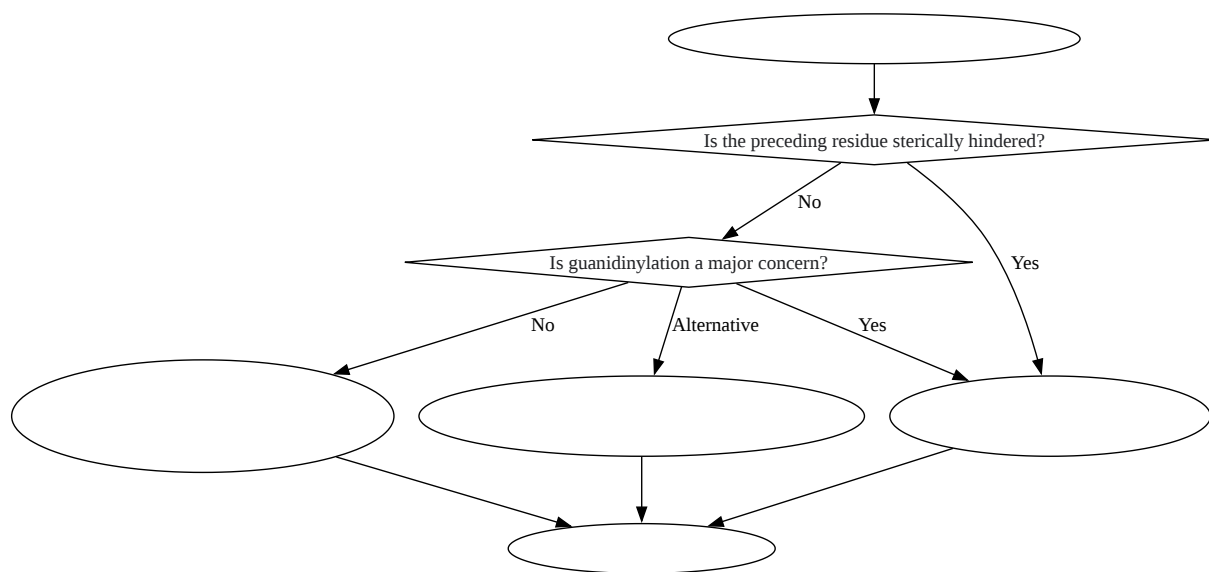 Is the preceding residue sterically hindered?
No
Is guanidinylation a major concern?
Yes
No
Alternative
Yes